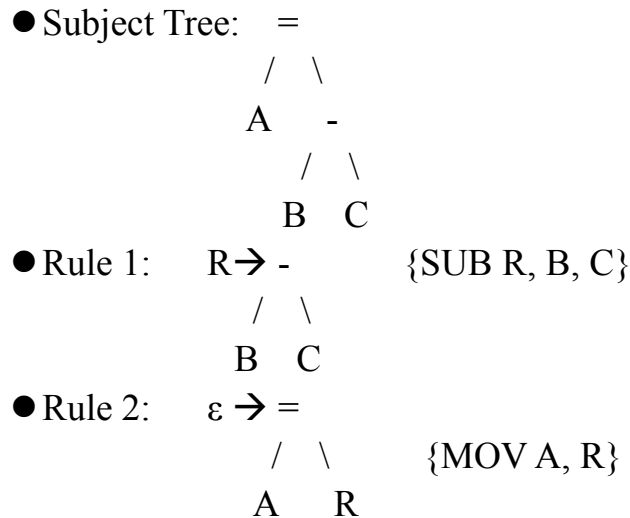 ● Subject Tree: =
/ \
A -
/ \
B C
● Rule 1: R→ - {SUB R, B, C}
/ \
B C
● Rule 2: ε → =
/ \ {MOV A, R}
A R